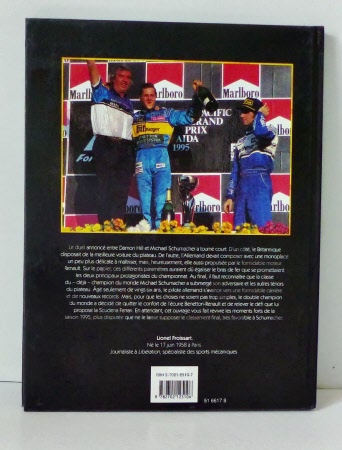 Marlboro
Marlboro
Marlboro
PACIFIC
GRAND
PRIX
AIDA
1995
Marlboro
Marlboro
Le duel annoncé entre Damon Hill et Michael Schumacher a tourné court. D'un côté, le Britannique
disposait de la meilleure voiture du plateau. De l'autre, l'Allemand devait composer avec une monoplace
un peu plus délicate à maîtriser, mais, heureusement, elle aussi propulsée par le formidable moteur
Renault. Sur le papier, ces différents paramètres auraient dû égaliser le bras de fer que se promettaient
les deux principaux protagonistes du championnat. Au final, il faut reconnaître que la classe
du – déjà – champion du monde Michael Schumacher a submergé son adversaire et les autres ténors
du plateau. Agé seulement de vingt-six ans, le pilote allemand s'élance vers une formidable carrière
et de nouveaux records. Mais, pour que les choses ne soient pas trop simples, le double champion
du monde a décidé de quitter le confort de l'écurie Benetton-Renault et de relever le défi que lui
proposait la Scuderia Ferrari. En attendant, cet ouvrage vous fait revivre les moments forts de la
saison 1995, plus disputée que ne le laisse supposer le classement final, très favorable à Schumacher.
Lionel Froissart.
Né le 17 juin 1958 à Paris.
Journaliste à Libération, spécialiste des sports mécaniques
51 6617 8